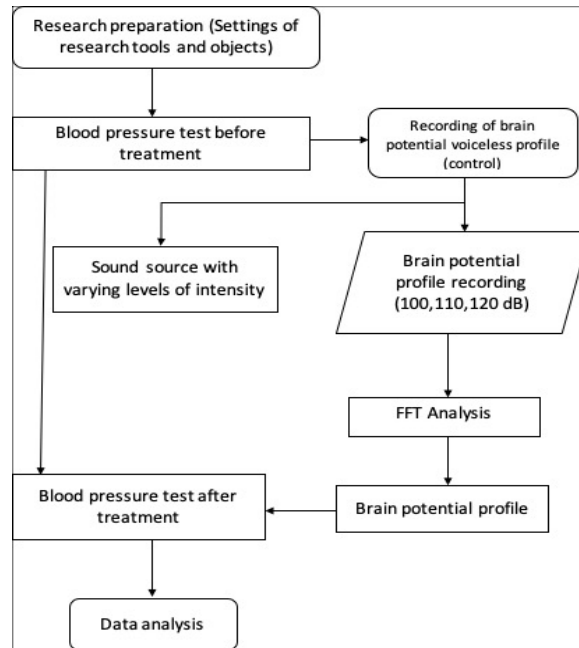 Research preparation (Settings of
research tools and objects)
Blood pressure test before
treatment
Recording of brain
potential voiceless profile
(control)
Sound source with
varying levels of intensity
Brain potential
profile recording
(100,110,120 dB)
FFT Analysis
Blood pressure test after
treatment
Brain potential profile
Data analysis